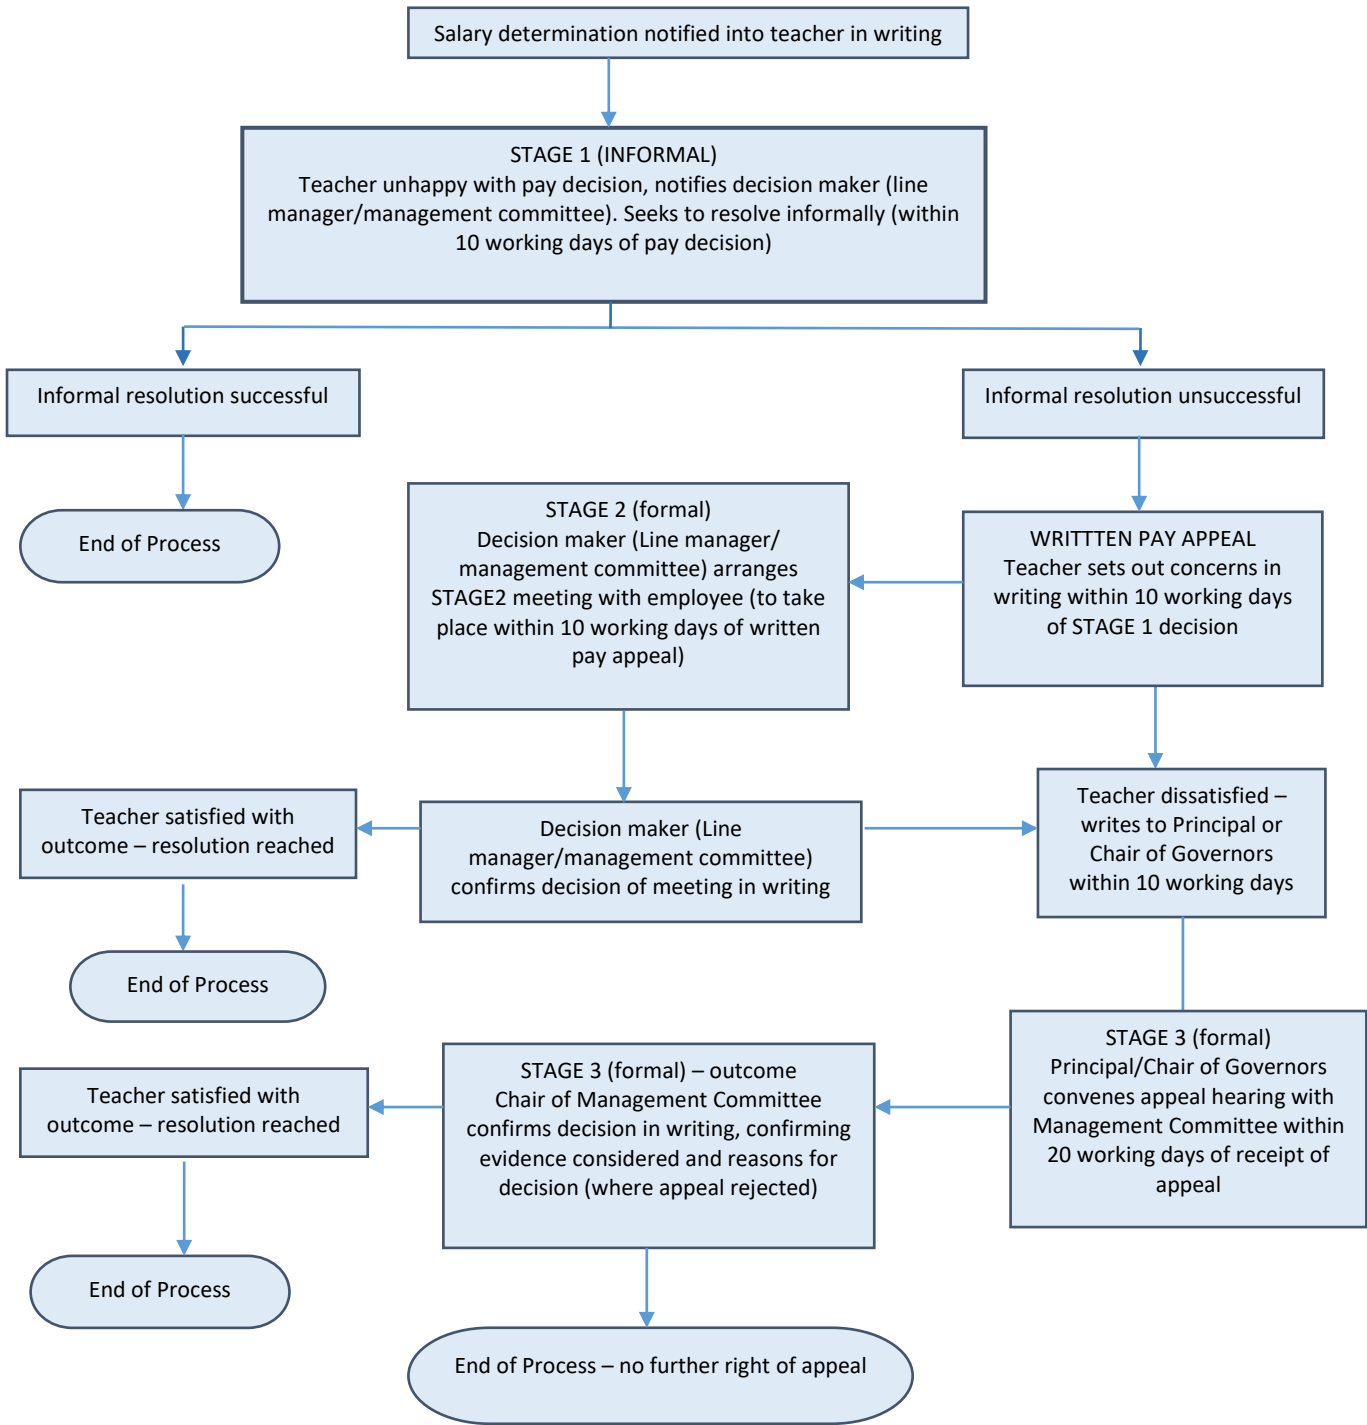 Salary determination notified into teacher in writing
STAGE 1 (INFORMAL)
Teacher unhappy with pay decision, notifies decision maker (line
manager/management committee). Seeks to resolve informally (within
10 working days of pay decision)
Informal resolution successful
Informal resolution unsuccessful
End of Process
STAGE 2 (formal)
Decision maker (Line manager/
management committee) arranges
STAGE2 meeting with employee (to take
place within 10 working days of written
pay appeal)
WRITTTEN PAY APPEAL
Teacher sets out concerns in
writing within 10 working days
of STAGE 1 decision
Teacher satisfied with
outcome – resolution reached
Decision maker (Line
manager/management committee)
confirms decision of meeting in writing
Teacher dissatisfied –
writes to Principal or
Chair of Governors
within 10 working days
End of Process
Teacher satisfied with
outcome – resolution reached
STAGE 3 (formal) – outcome
Chair of Management Committee
confirms decision in writing, confirming
evidence considered and reasons for
decision (where appeal rejected)
STAGE 3 (formal)
Principal/Chair of Governors
convenes appeal hearing with
Management Committee within
20 working days of receipt of
appeal
End of Process
End of Process – no further right of appeal